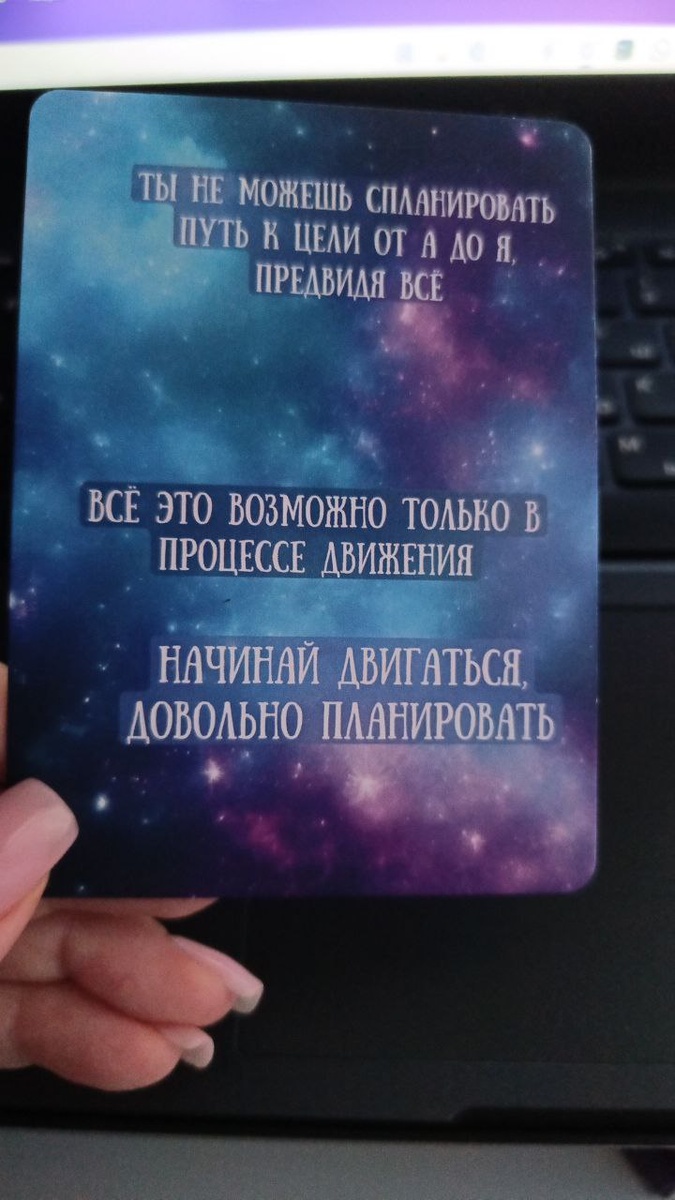 ТЫ НЕ МОЖЕШЬ СПЛАНИРОВАТЬ
ПУТЬ К ЦЕЛИ ОТ А ДО Я,
ПРЕДВИДЯ ВСЁ
ВСЁ ЭТО ВОЗМОЖНО ТОЛЬКО В
ПРОЦЕССЕ ДВИЖЕНИЯ
НАЧИНАЙ ДВИГАТЬСЯ,
ДОВОЛЬНО ПЛАНИРОВАТЬ